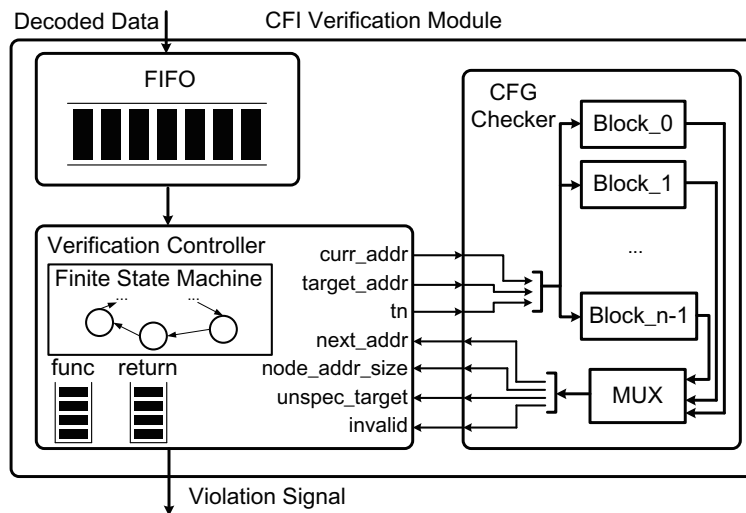 Decoded Data
CFI Verification Module
FIFO
CFG
Checker
Block_0
Block_1
...
Block_n-1
MUX
Verification Controller
Finite State Machine
... ...
func return
curr_addr
target_addr
tn
next_addr
node_addr_size
unspec_target
invalid
Violation Signal